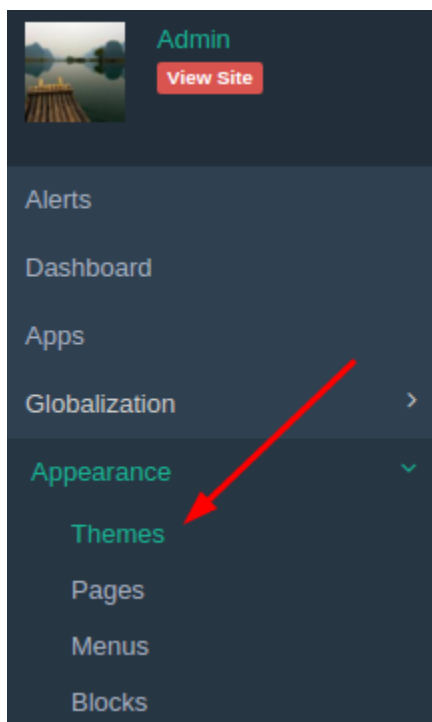 Admin
View Site
Alerts
Dashboard
Apps
Globalization
Appearance
Themes
Pages
Menus
Blocks